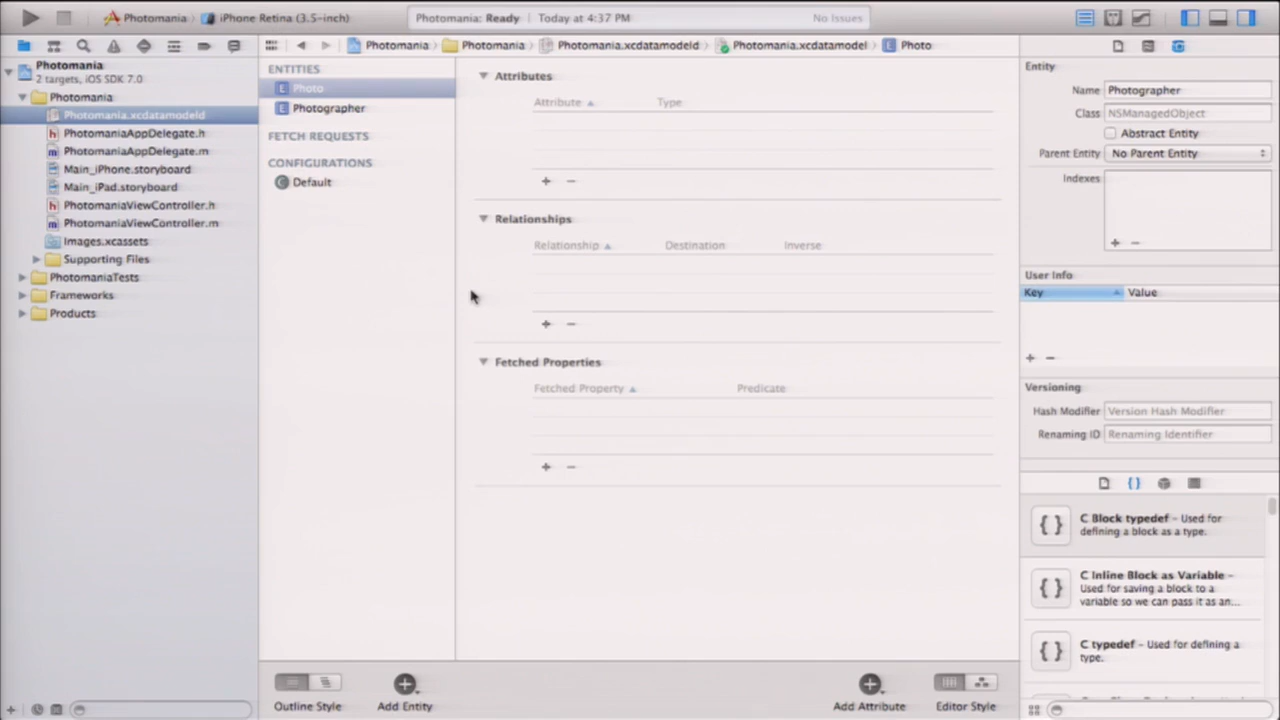 Photomania
iPhone Retina (3.5-inch)
Photomania: Ready
Today at 4:37 PM
No Issues
Photomania
2 targets, iOS SDK 7.0
Photomania
Photomania.xcdatamodeld
PhotomaniaAppDelegate.h
PhotomaniaAppDelegate.m
Main_iPhone.storyboard
Main_iPad.storyboard
PhotomaniaViewController.h
PhotomaniaViewController.m
Images.xcassets
Supporting Files
PhotomaniaTests
Frameworks
Products
Photomania
Photomania
Photomania.xcdatamodeld
Photomania.xcdatamodel
E Photo
ENTITIES
E Photo
E Photographer
FETCH REQUESTS
CONFIGURATIONS
C Default
Attributes
Attribute Type
+ −
Relationships
Relationship Destination Inverse
+ −
Fetched Properties
Fetched Property Predicate
+ −
Outline Style
Add Entity
Add Attribute
Editor Style
Entity
Name Photographer
Class NSManagedObject
Abstract Entity
Parent Entity No Parent Entity
Indexes
+ −
User Info
Key Value
+ −
Versioning
Hash Modifier Version Hash Modifier
Renaming ID Renaming Identifier
{ }
{ } C Block typedef - Used for
defining a block as a type.
{ } C Inline Block as Variable -
Used for saving a block to a
variable so we can pass it as an...
{ } C typedef - Used for defining a
type.